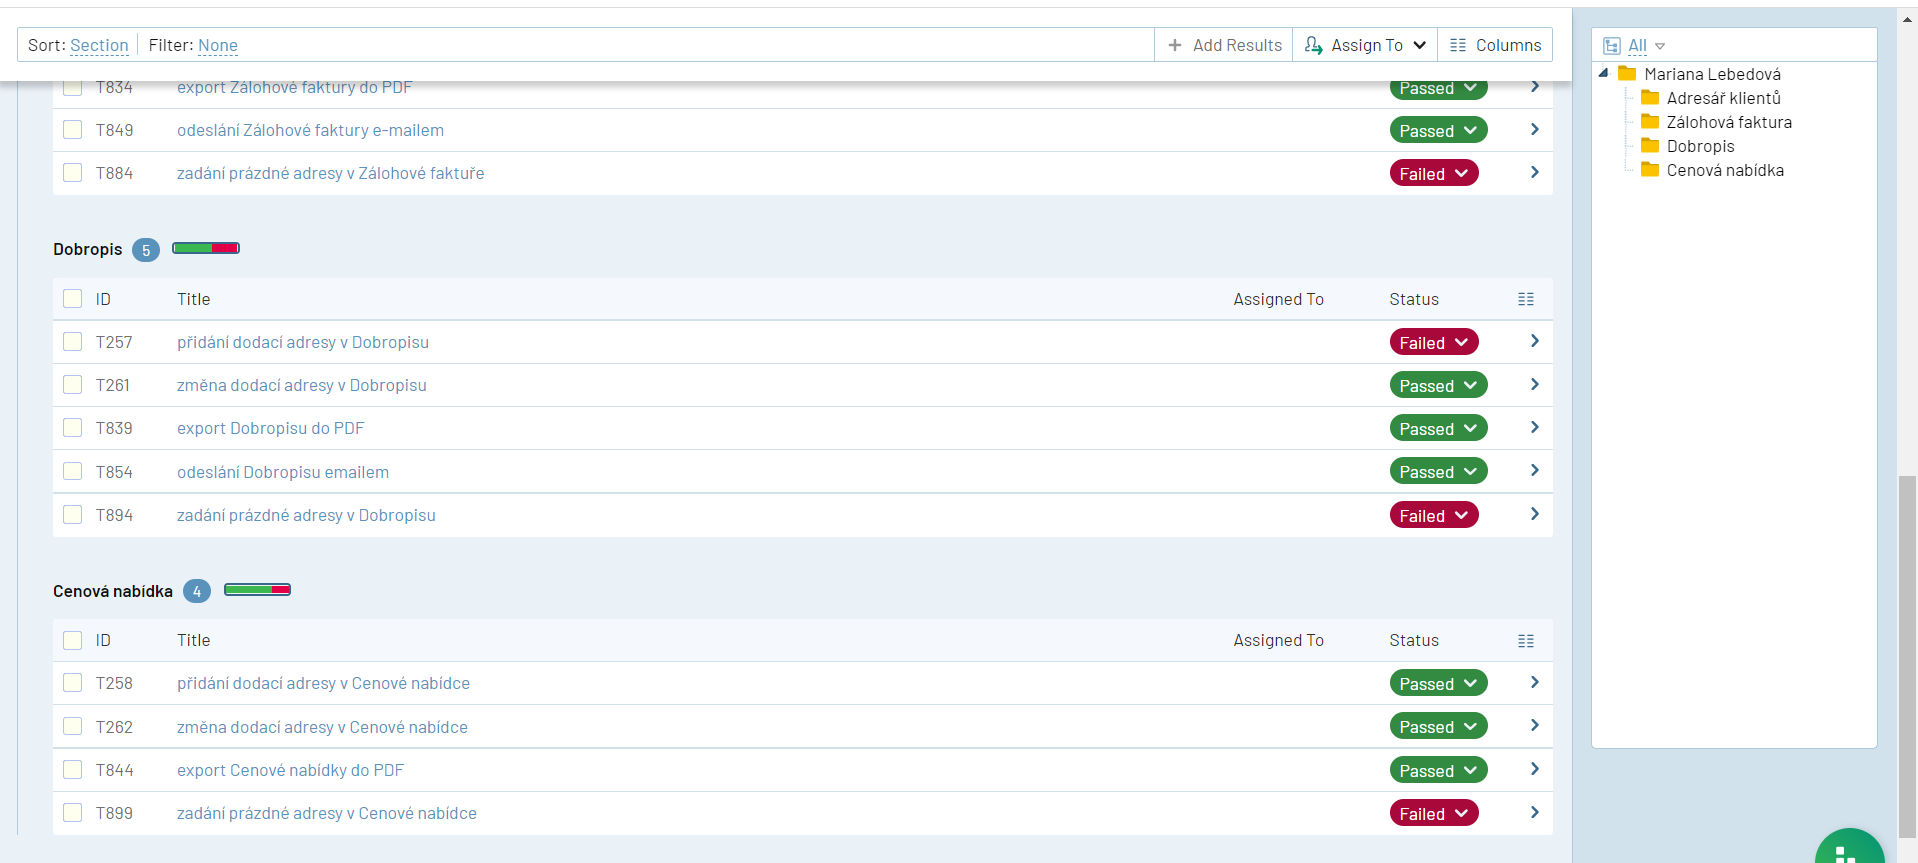 Sort: Section Filter: None + Add Results Assign To Columns
T834 export Zálohové faktury do PDF Passed
T849 odeslání Zálohové faktury e-mailem Passed
T884 zadání prázdné adresy v Zálohové faktuře Failed
Dobropis 5
ID Title Assigned To Status
T257 přidání dodací adresy v Dobropisu Failed
T261 změna dodací adresy v Dobropisu Passed
T839 export Dobropisu do PDF Passed
T854 odeslání Dobropisu emailem Passed
T894 zadání prázdné adresy v Dobropisu Failed
Cenová nabídka 4
ID Title Assigned To Status
T258 přidání dodací adresy v Cenové nabídce Passed
T262 změna dodací adresy v Cenové nabídce Passed
T844 export Cenové nabídky do PDF Passed
T899 zadání prázdné adresy v Cenové nabídce Failed
All
Mariana Lebedová
Adresář klientů
Zálohová faktura
Dobropis
Cenová nabídka